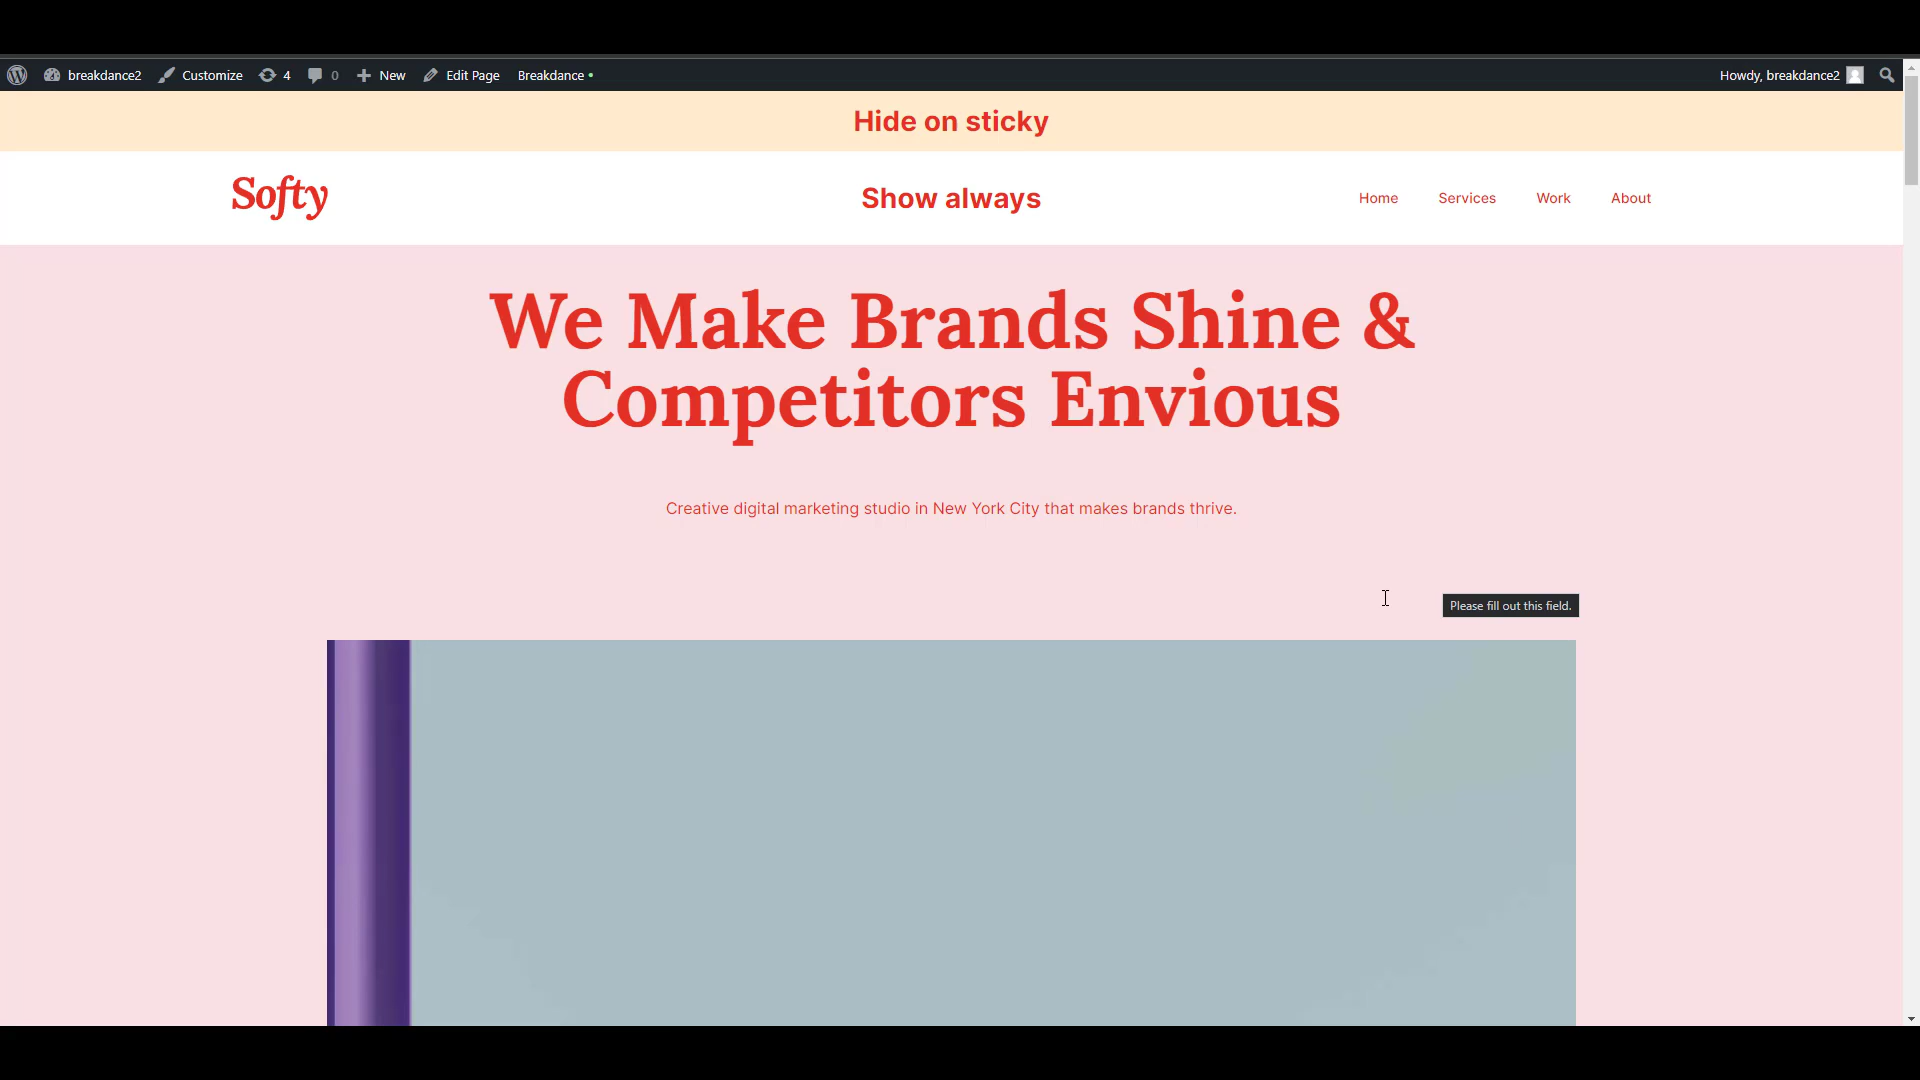 breakdance2 Customize 4 0 New Edit Page Breakdance • Howdy, breakdance2
Hide on sticky
Softy Show always Home Services Work About
We Make Brands Shine &
Competitors Envious
Creative digital marketing studio in New York City that makes brands thrive.
Please fill out this field.